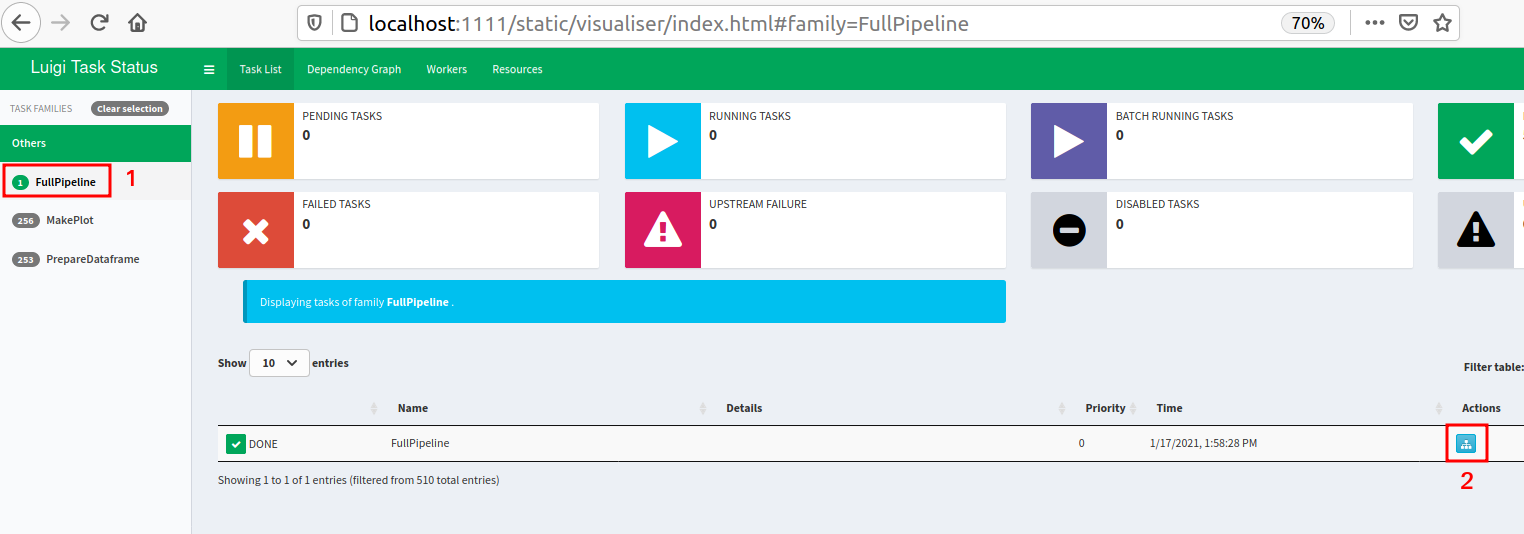 localhost:1111/static/visualiser/index.html#family=FullPipeline 70%
Luigi Task Status Task List Dependency Graph Workers Resources
TASK FAMILIES Clear selection
Others
1 FullPipeline 1
256 MakePlot
253 PrepareDataframe
PENDING TASKS RUNNING TASKS BATCH RUNNING TASKS
0 0 0
FAILED TASKS UPSTREAM FAILURE DISABLED TASKS
0 0 0
Displaying tasks of family FullPipeline .
Show 10 entries
Filter table:
Name Details Priority Time Actions
DONE FullPipeline 0 1/17/2021, 1:58:28 PM
Showing 1 to 1 of 1 entries (filtered from 510 total entries)
2